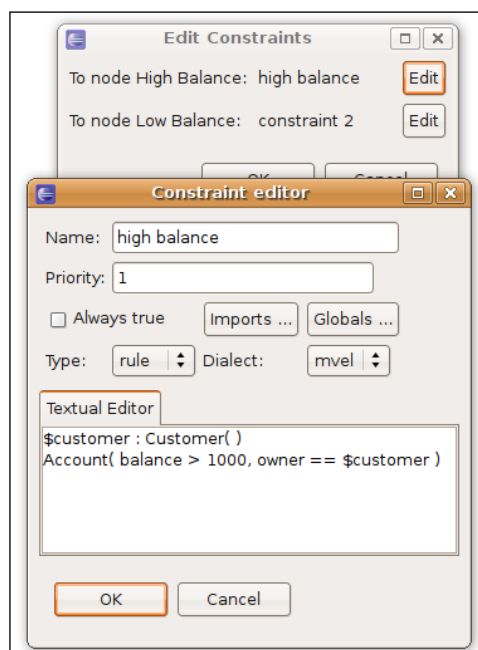 Edit Constraints
To node High Balance: high balance Edit
To node Low Balance: constraint 2 Edit
OK Cancel
Constraint editor
Name: high balance
Priority: 1
Always true Imports ... Globals ...
Type: rule Dialect: mvel
Textual Editor
$customer : Customer( )
Account( balance > 1000, owner == $customer )
OK Cancel